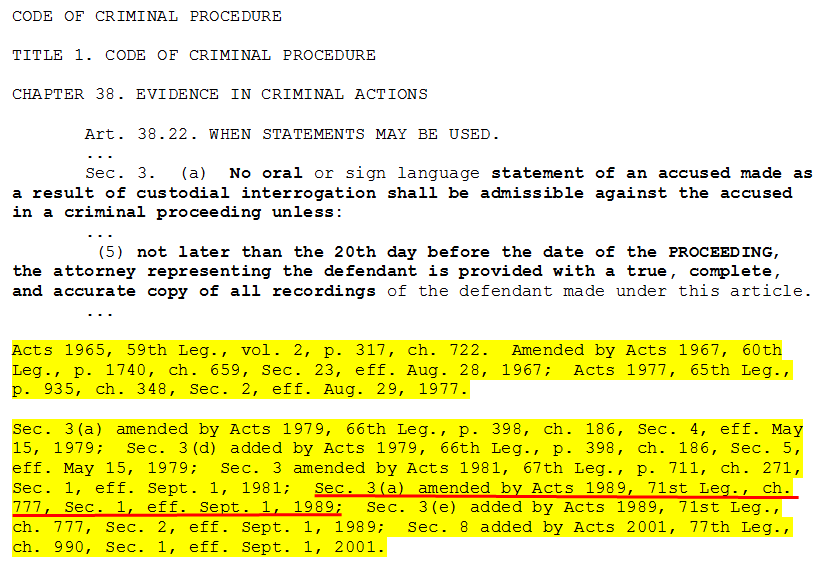 CODE OF CRIMINAL PROCEDURE
TITLE 1. CODE OF CRIMINAL PROCEDURE
CHAPTER 38. EVIDENCE IN CRIMINAL ACTIONS
Art. 38.22. WHEN STATEMENTS MAY BE USED.
...
Sec. 3. (a) No oral or sign language statement of an accused made as
a result of custodial interrogation shall be admissible against the accused
in a criminal proceeding unless:
...
(5) not later than the 20th day before the date of the PROCEEDING,
the attorney representing the defendant is provided with a true, complete,
and accurate copy of all recordings of the defendant made under this article.
...
Acts 1965, 59th Leg., vol. 2, p. 317, ch. 722. Amended by Acts 1967, 60th
Leg., p. 1740, ch. 659, Sec. 23, eff. Aug. 28, 1967; Acts 1977, 65th Leg.,
p. 935, ch. 348, Sec. 2, eff. Aug. 29, 1977.
Sec. 3(a) amended by Acts 1979, 66th Leg., p. 398, ch. 186, Sec. 4, eff. May
15, 1979; Sec. 3(d) added by Acts 1979, 66th Leg., p. 398, ch. 186, Sec. 5,
eff. May 15, 1979; Sec. 3 amended by Acts 1981, 67th Leg., p. 711, ch. 271,
Sec. 1, eff. Sept. 1, 1981; Sec. 3(a) amended by Acts 1989, 71st Leg., ch.
777, Sec. 1, eff. Sept. 1, 1989; Sec. 3(e) added by Acts 1989, 71st Leg.,
ch. 777, Sec. 2, eff. Sept. 1, 1989; Sec. 8 added by Acts 2001, 77th Leg.,
ch. 990, Sec. 1, eff. Sept. 1, 2001.